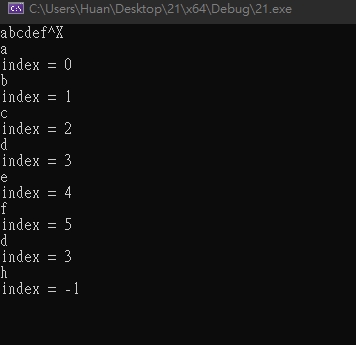 C:\Users\Huan\Desktop\21\x64\Debug\21.exe
abcdef^X
a
index = 0
b
index = 1
c
index = 2
d
index = 3
e
index = 4
f
index = 5
d
index = 3
h
index = -1